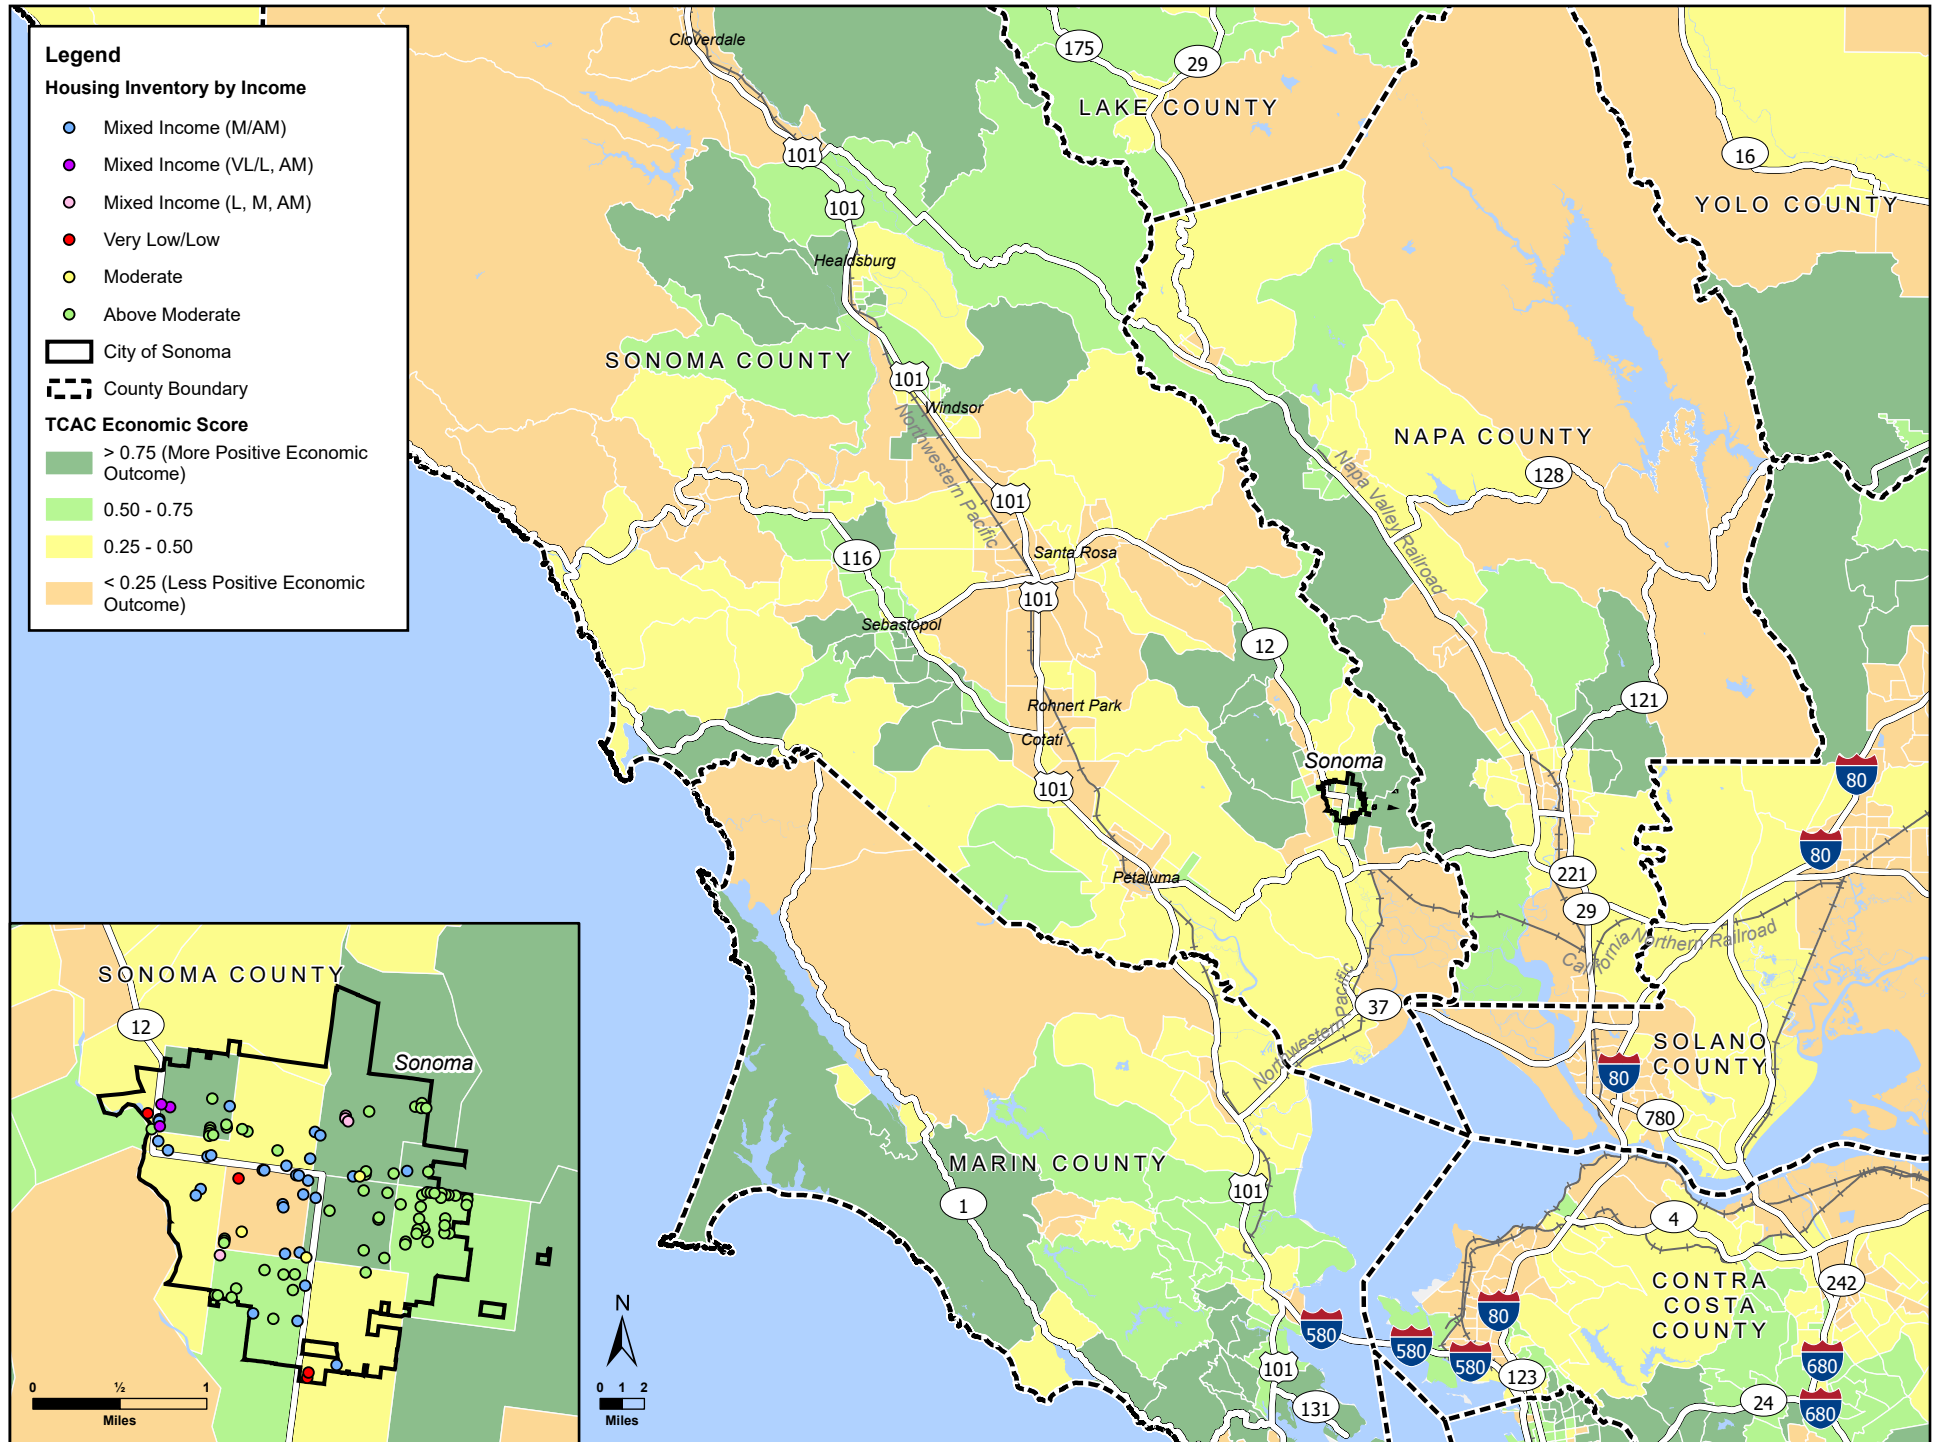 Legend
Housing Inventory by Income
Mixed Income (M/AM)
Mixed Income (VL/L, AM)
Mixed Income (L, M, AM)
Very Low/Low
Moderate
Above Moderate
City of Sonoma
County Boundary
TCAC Economic Score
> 0.75 (More Positive Economic
Outcome)
0.50 - 0.75
0.25 - 0.50
< 0.25 (Less Positive Economic
Outcome)
Cloverdale
175
29
LAKE COUNTY
101
16
YOLO COUNTY
101
Healdsburg
SONOMA COUNTY
101
Windsor
Northwestern Pacific
NAPA COUNTY
Napa Valley Railroad
128
101
Santa Rosa
116
101
Sebastopol
12
121
Rohnert Park
Cotati
Sonoma
80
101
80
Petaluma
221
29
California Northern Railroad
Northwestern Pacific
37
SOLANO
COUNTY
80
780
MARIN COUNTY
101
1
4
242
CONTRA
COSTA
COUNTY
80
580
580
580
680
101
123
131
24
680
SONOMA COUNTY
12
Sonoma
0 ½ 1
Miles
N
0 1 2
Miles